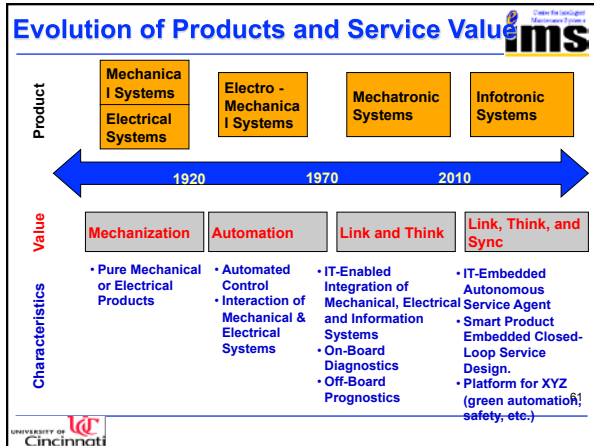 Evolution of Products and Service Value
Center for Intelligent
Maintenance Systems
ims
Product
Mechanica
l Systems
Electrical
Systems
Electro -
Mechanica
l Systems
Mechatronic
Systems
Infotronic
Systems
1920
1970
2010
Value
Mechanization
Automation
Link and Think
Link, Think, and
Sync
Characteristics
• Pure Mechanical
or Electrical
Products
• Automated
Control
• Interaction of
Mechanical &
Electrical
Systems
• IT-Enabled
Integration of
Mechanical, Electrical
and Information
Systems
• On-Board
Diagnostics
• Off-Board
Prognostics
• IT-Embedded
Autonomous
Service Agent
• Smart Product
Embedded Closed-
Loop Service
Design.
• Platform for XYZ
(green automation,
safety, etc.)
61
UNIVERSITY OF
UC
Cincinnati